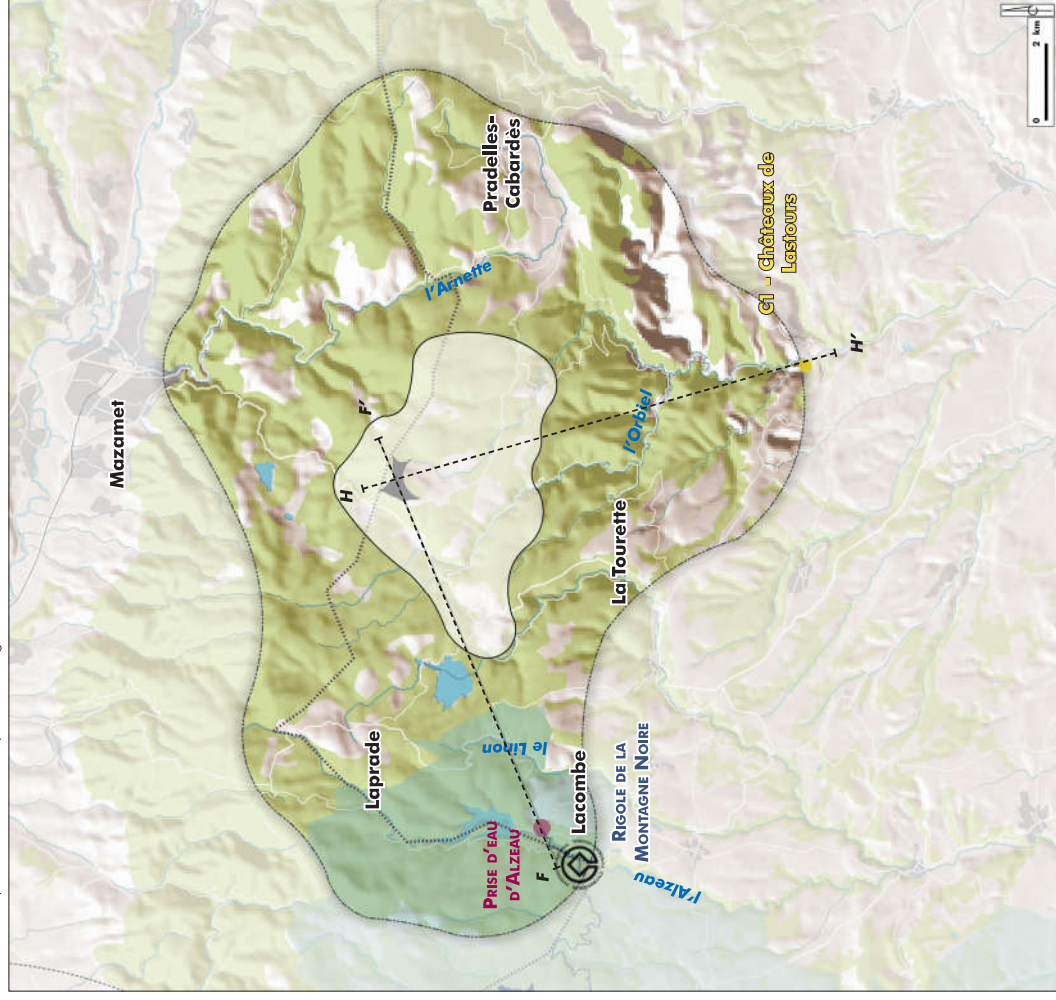 Mazamet
Pradelles-
Cabardès
l'Arnette
F'
H
H'
C1 - Châteaux de
Lastours
l'Orbiel
La Tourette
Laprade
le Linon
Lacombe
PRISE D'EAU
D'ALZEAU
F
RIGOLE DE LA
MONTAGNE NOIRE
l'Alzeau
0 2 km